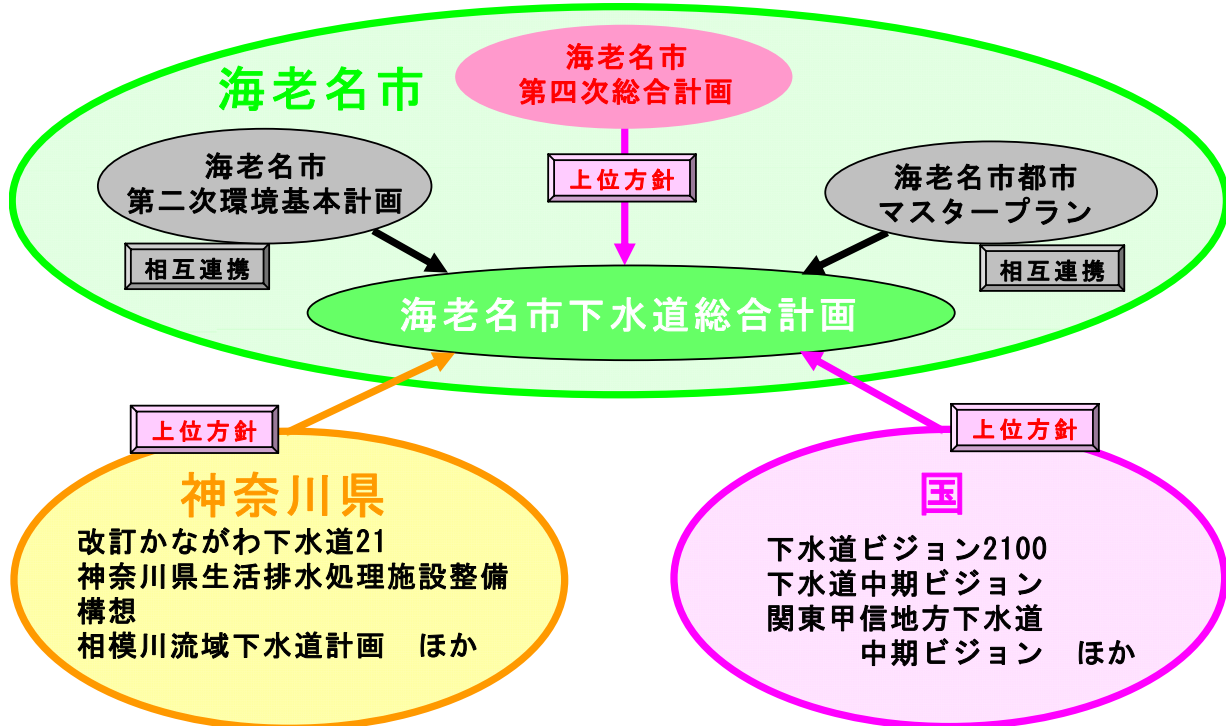 海老名市
第四次総合計画
海老名市
海老名市
第二次環境基本計画
上位方針
海老名市都市
マスタープラン
相互連携
相互連携
海老名市下水道総合計画
上位方針
上位方針
神奈川県
改訂かながわ下水道21
神奈川県生活排水処理施設整備
構想
相模川流域下水道計画　ほか
国
下水道ビジョン2100
下水道中期ビジョン
関東甲信地方下水道
中期ビジョン　ほか